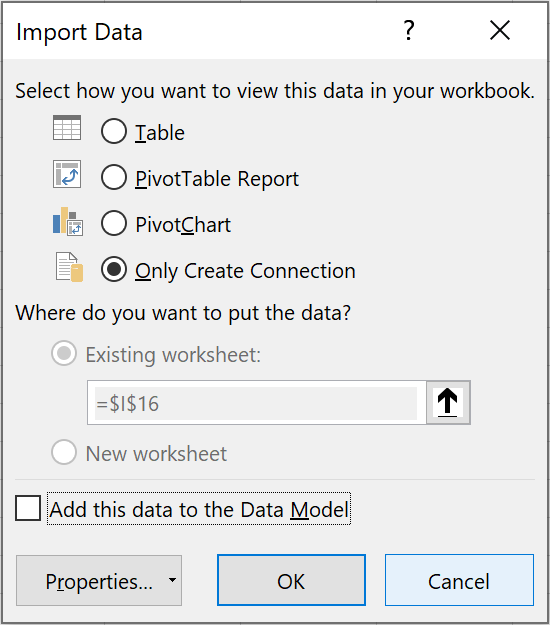 Import Data
?
Select how you want to view this data in your workbook.
Table
PivotTable Report
PivotChart
Only Create Connection
Where do you want to put the data?
Existing worksheet:
=$I$16
New worksheet
Add this data to the Data Model
Properties...
OK
Cancel